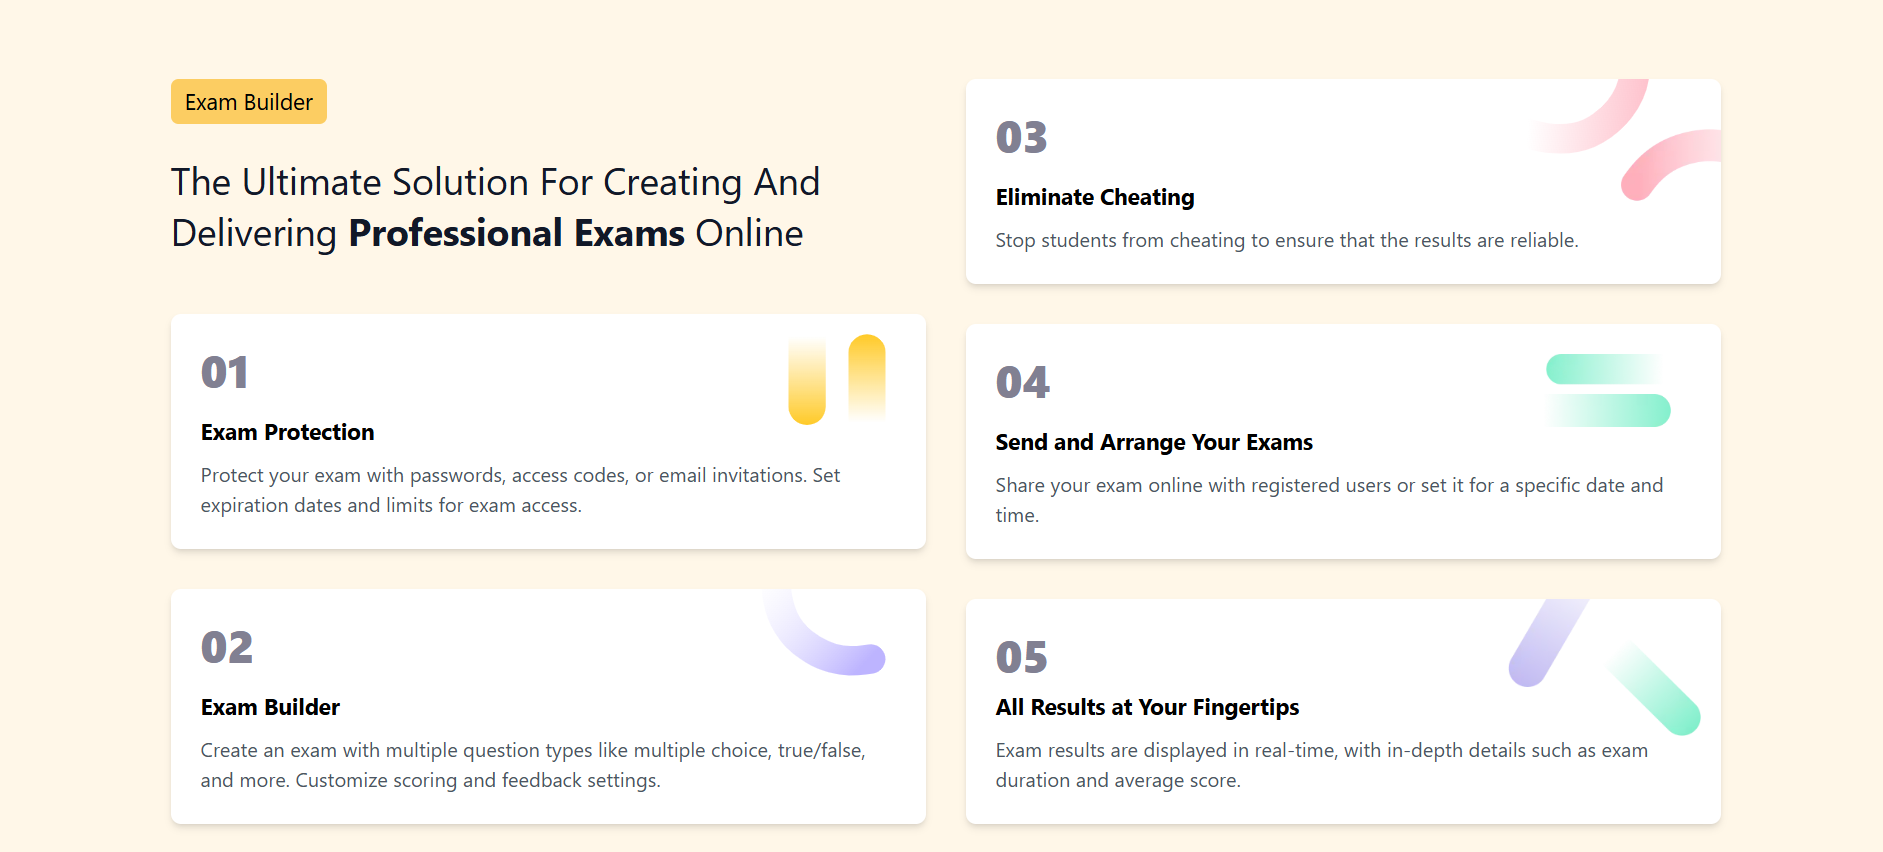 Exam Builder
The Ultimate Solution For Creating And
Delivering Professional Exams Online
01
Exam Protection
Protect your exam with passwords, access codes, or email invitations. Set
expiration dates and limits for exam access.
02
Exam Builder
Create an exam with multiple question types like multiple choice, true/false,
and more. Customize scoring and feedback settings.
03
Eliminate Cheating
Stop students from cheating to ensure that the results are reliable.
04
Send and Arrange Your Exams
Share your exam online with registered users or set it for a specific date and
time.
05
All Results at Your Fingertips
Exam results are displayed in real-time, with in-depth details such as exam
duration and average score.